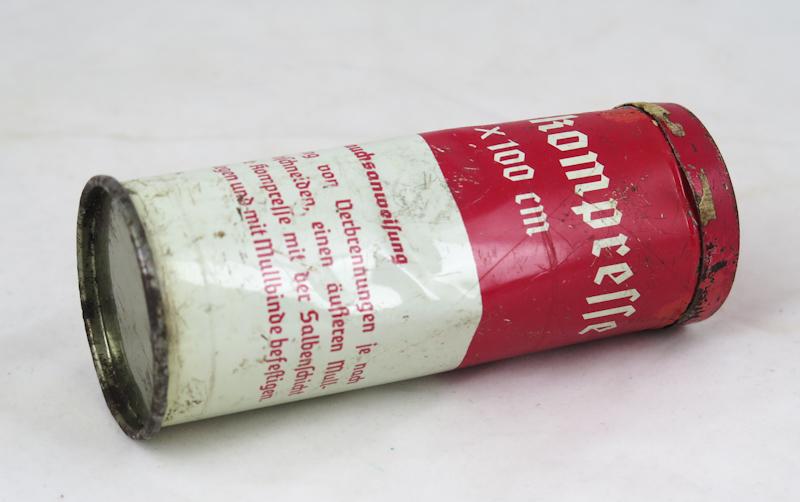 kompresse
x 100 cm
uchsanweisung
g von Verbrennungen je nach
schneiden, einen äußeren Mull-
Kompresse mit der Salbenschicht
gen und mit Mullbinde befestigen.